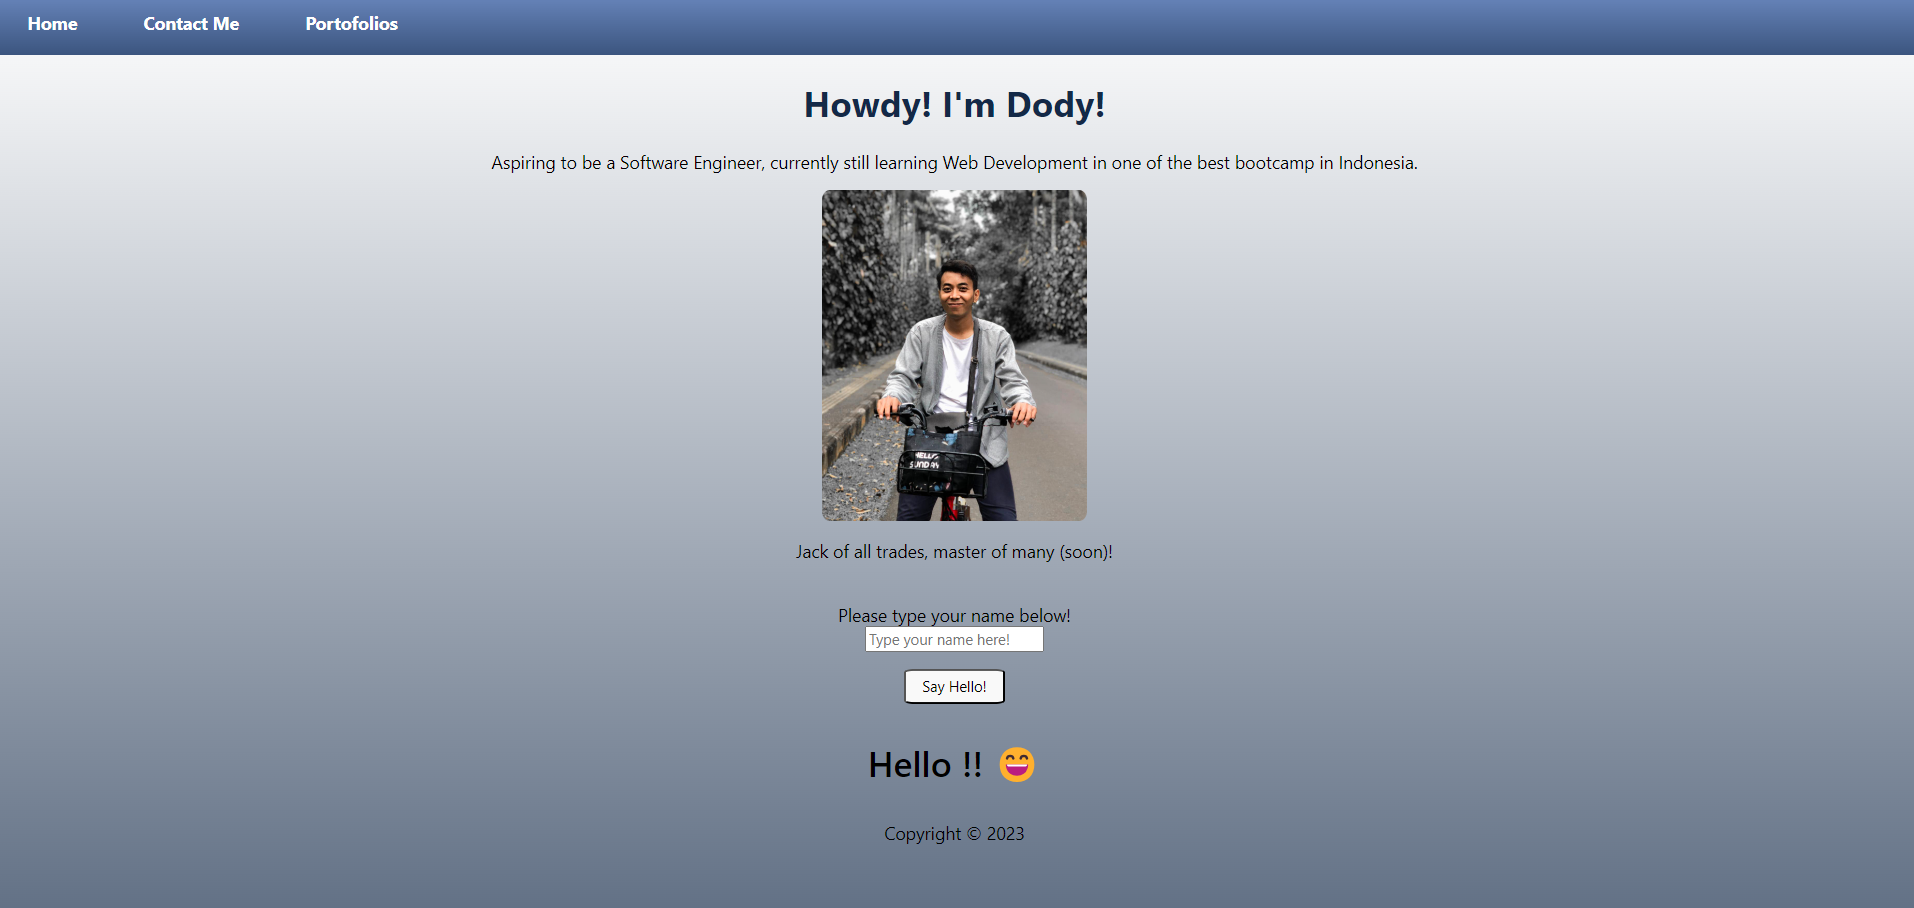 Home Contact Me Portofolios
Howdy! I'm Dody!
Aspiring to be a Software Engineer, currently still learning Web Development in one of the best bootcamp in Indonesia.
HELLO
SUNDAY
Jack of all trades, master of many (soon)!
Please type your name below!
Type your name here!
Say Hello!
Hello !! 😄
Copyright © 2023